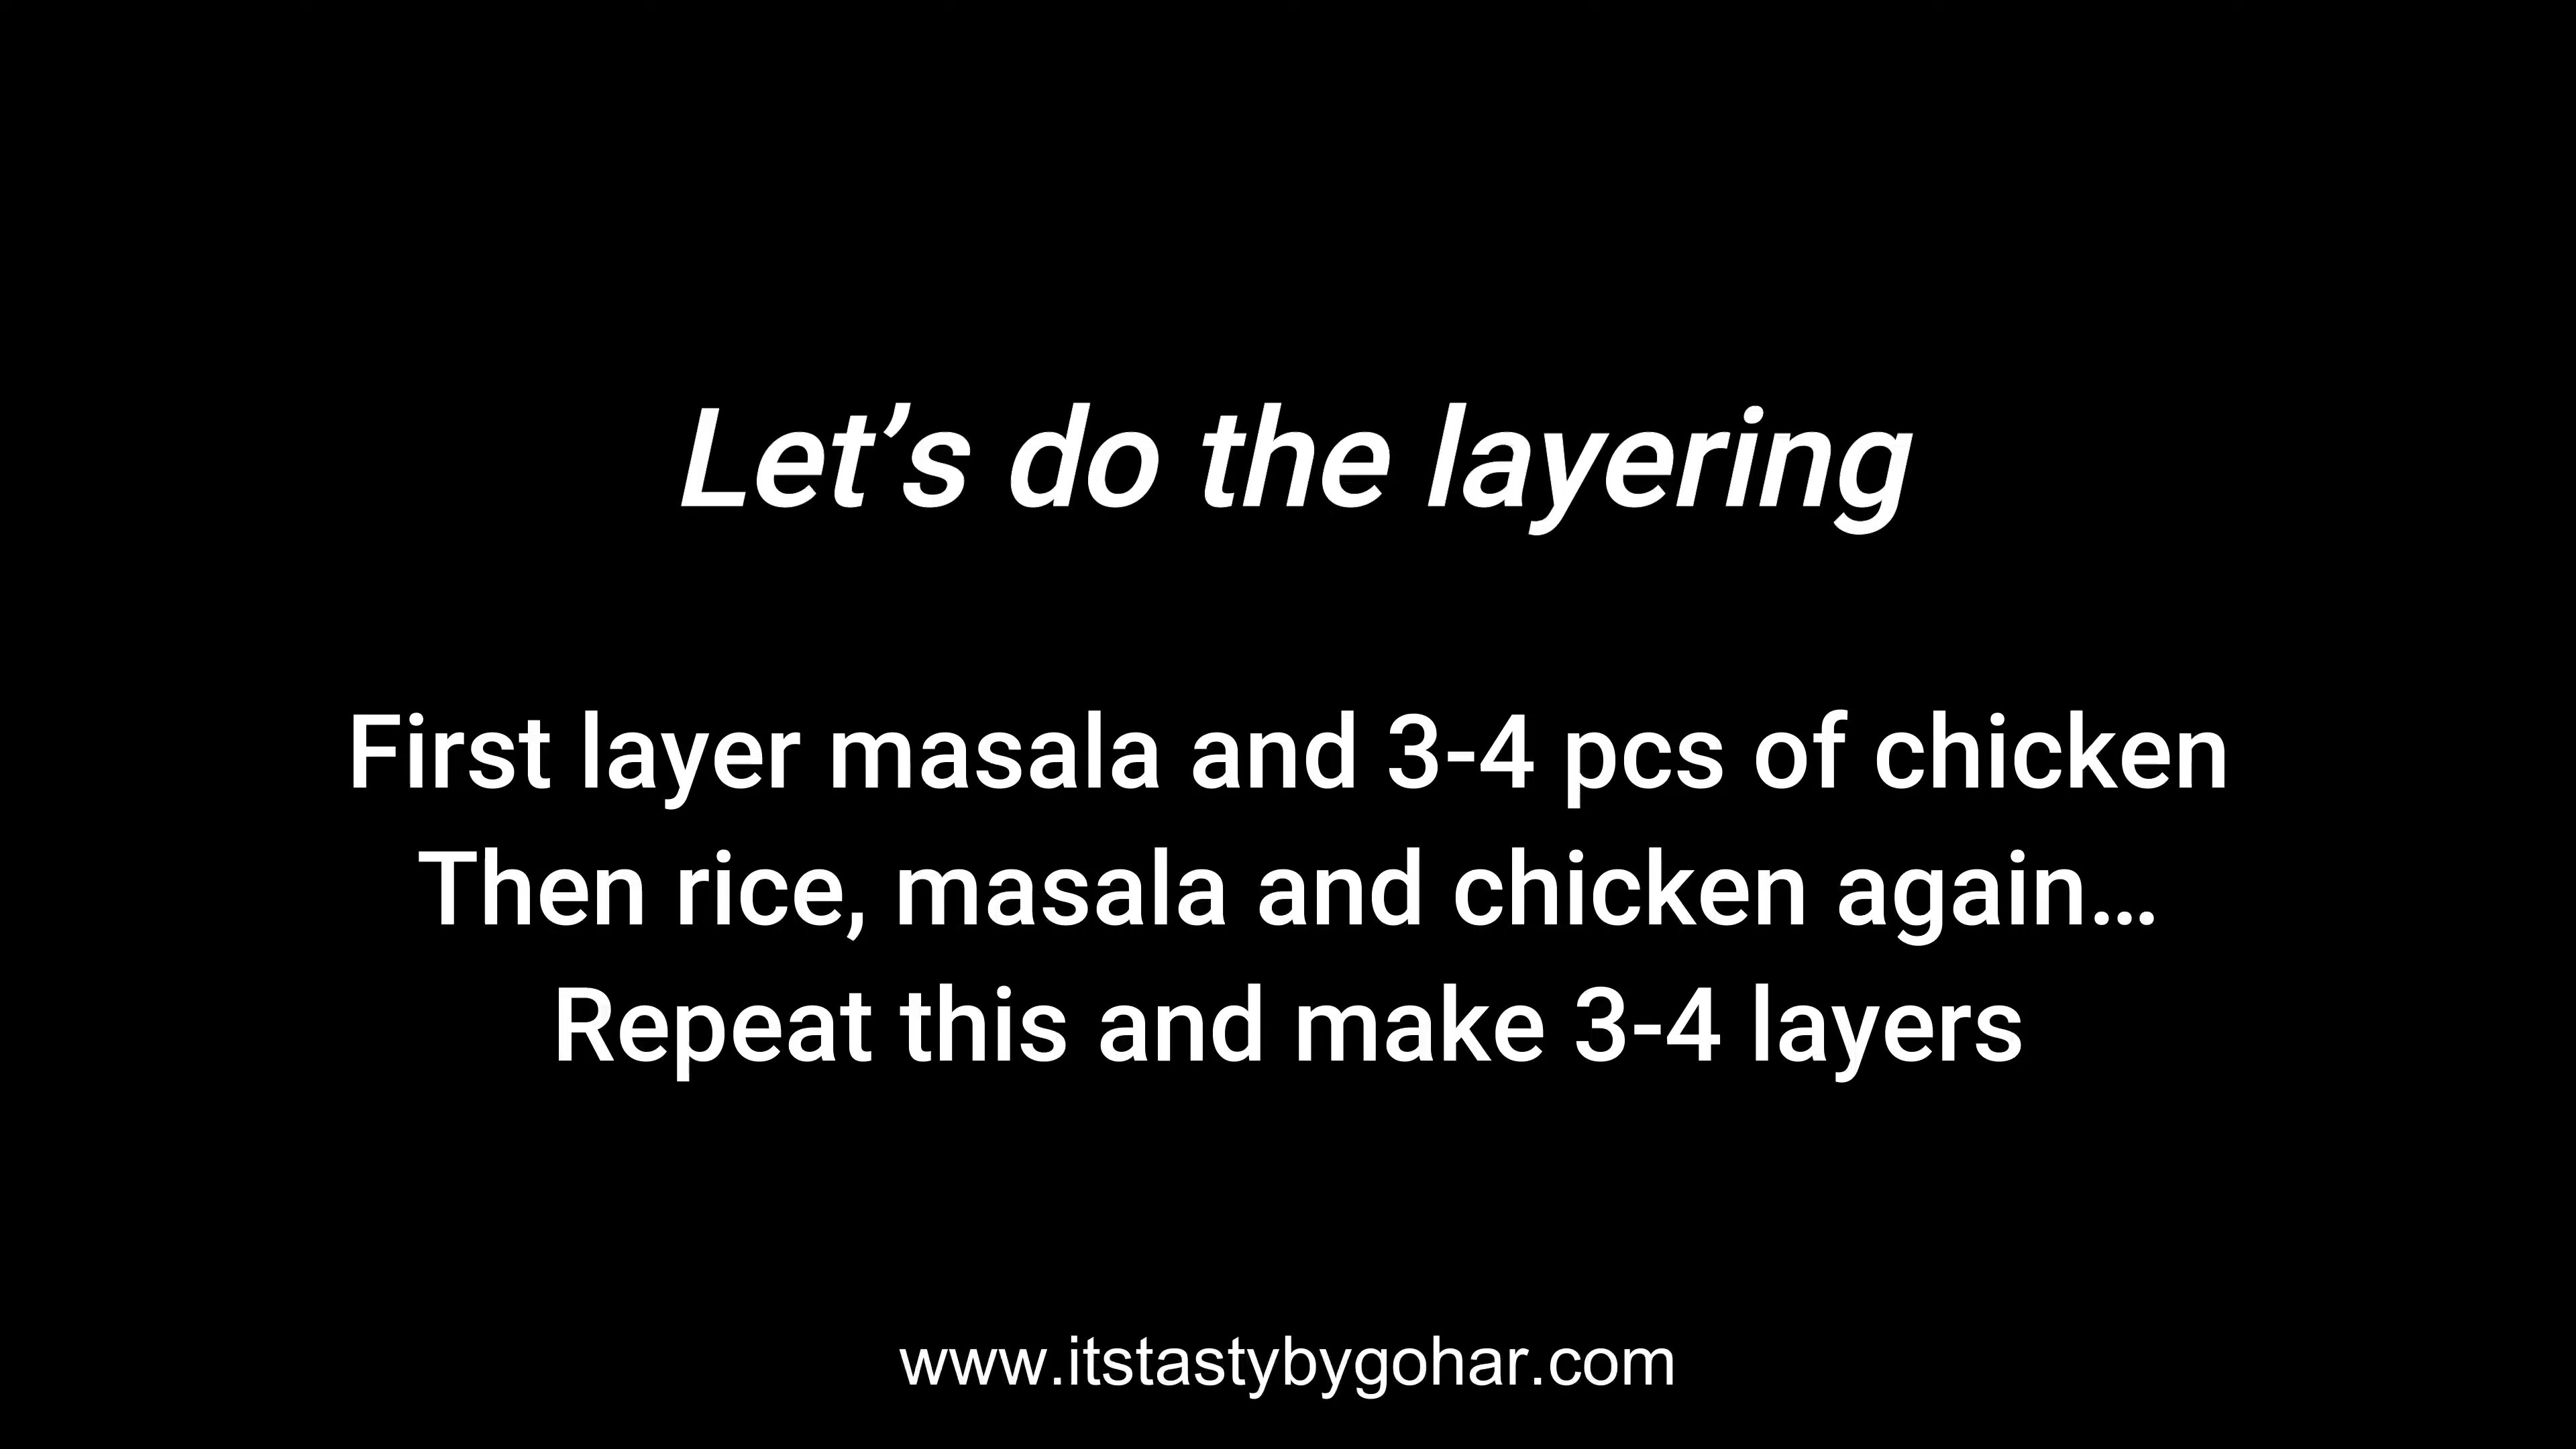 Let’s do the layering
First layer masala and 3-4 pcs of chicken
Then rice, masala and chicken again…
Repeat this and make 3-4 layers
www.itstastybygohar.com